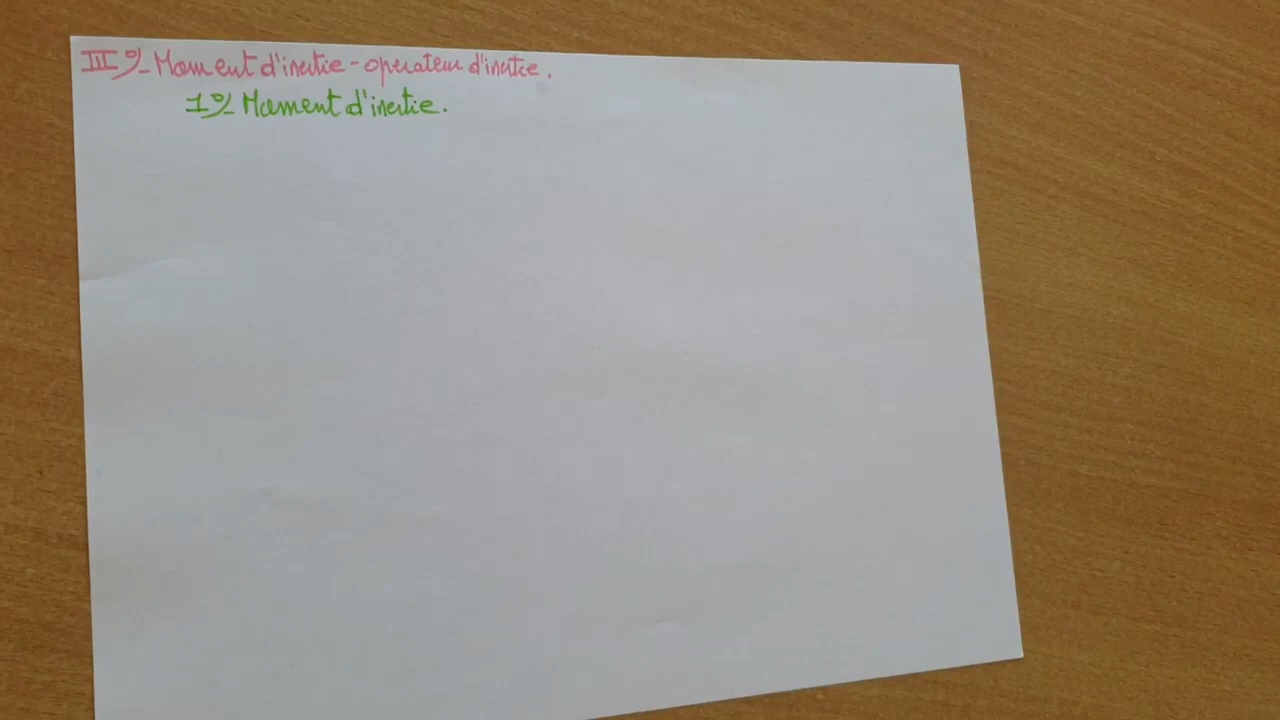 III°/- Moment d'inertie - operateur d'inertie.
1°/- Moment d'inertie.